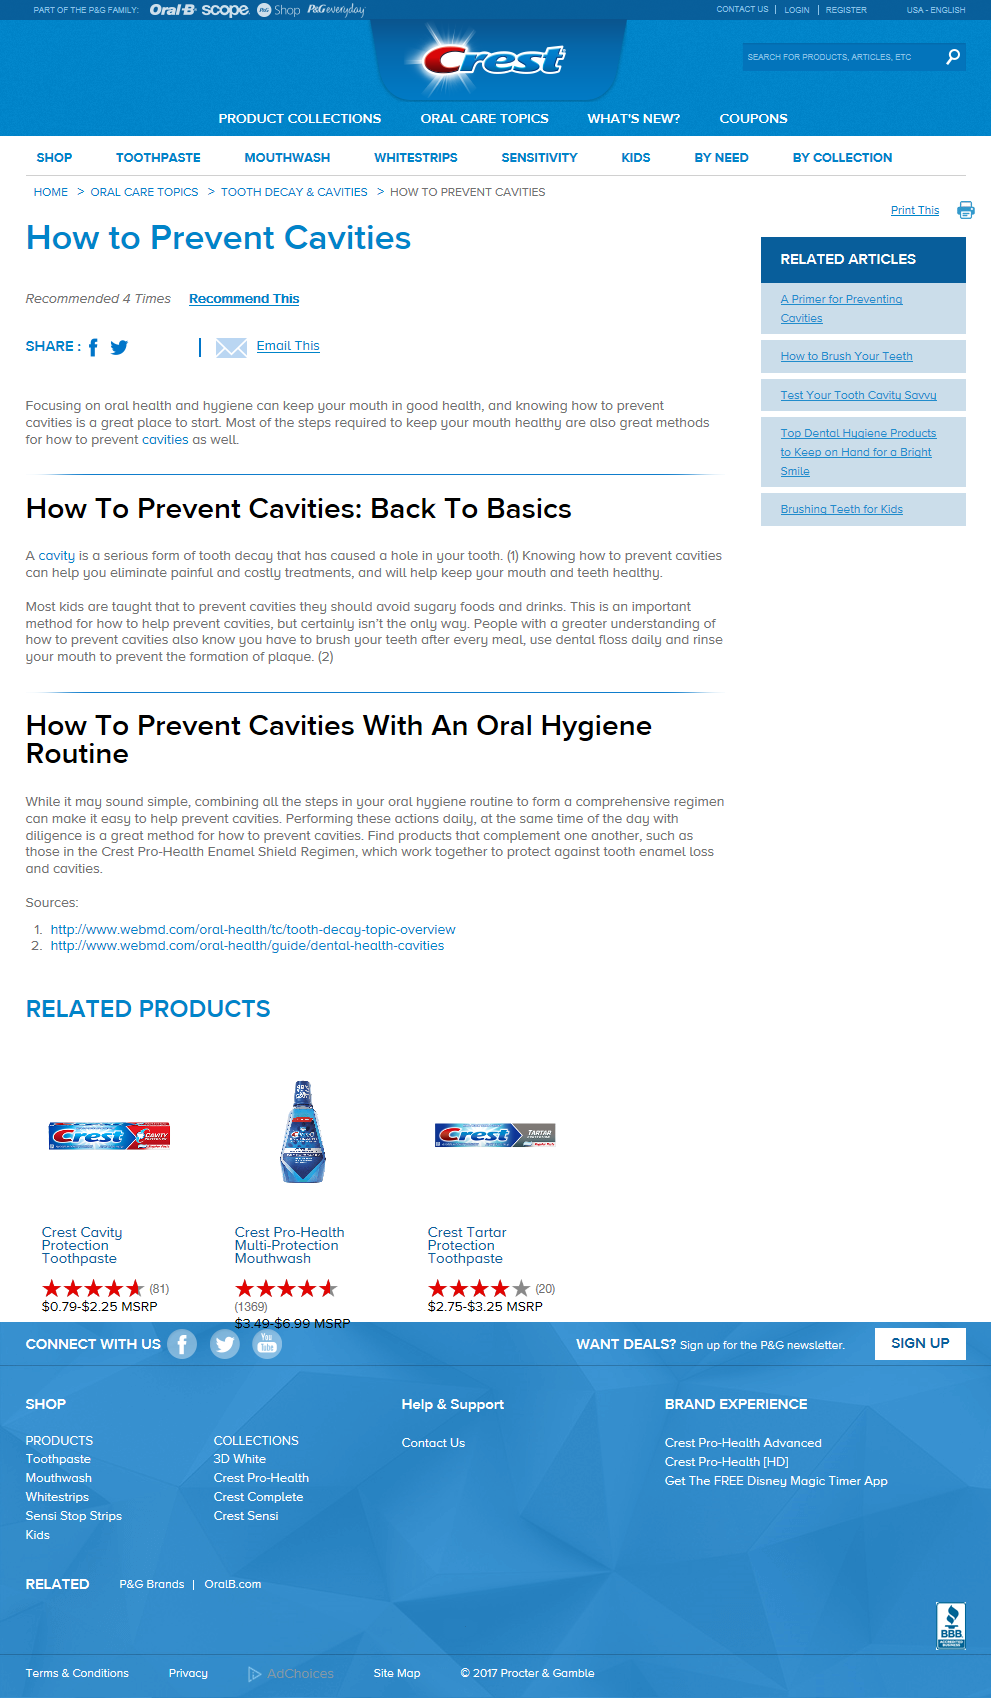 PART OF THE P&G FAMILY: Oral-B scope P&G Shop P&G everyday
CONTACT US | LOGIN | REGISTER USA - ENGLISH
Crest
SEARCH FOR PRODUCTS, ARTICLES, ETC
PRODUCT COLLECTIONS ORAL CARE TOPICS WHAT'S NEW? COUPONS
SHOP TOOTHPASTE MOUTHWASH WHITESTRIPS SENSITIVITY KIDS BY NEED BY COLLECTION
HOME > ORAL CARE TOPICS > TOOTH DECAY & CAVITIES > HOW TO PREVENT CAVITIES
Print This
How to Prevent Cavities
Recommended 4 Times Recommend This
SHARE : | Email This
Focusing on oral health and hygiene can keep your mouth in good health, and knowing how to prevent
cavities is a great place to start. Most of the steps required to keep your mouth healthy are also great methods
for how to prevent cavities as well.
How To Prevent Cavities: Back To Basics
A cavity is a serious form of tooth decay that has caused a hole in your tooth. (1) Knowing how to prevent cavities
can help you eliminate painful and costly treatments, and will help keep your mouth and teeth healthy.
Most kids are taught that to prevent cavities they should avoid sugary foods and drinks. This is an important
method for how to help prevent cavities, but certainly isn't the only way. People with a greater understanding of
how to prevent cavities also know you have to brush your teeth after every meal, use dental floss daily and rinse
your mouth to prevent the formation of plaque. (2)
How To Prevent Cavities With An Oral Hygiene
Routine
While it may sound simple, combining all the steps in your oral hygiene routine to form a comprehensive regimen
can make it easy to help prevent cavities. Performing these actions daily, at the same time of the day with
diligence is a great method for how to prevent cavities. Find products that complement one another, such as
those in the Crest Pro-Health Enamel Shield Regimen, which work together to protect against tooth enamel loss
and cavities.
Sources:
1. http://www.webmd.com/oral-health/tc/tooth-decay-topic-overview
2. http://www.webmd.com/oral-health/guide/dental-health-cavities
RELATED ARTICLES
A Primer for Preventing
Cavities
How to Brush Your Teeth
Test Your Tooth Cavity Savvy
Top Dental Hygiene Products
to Keep on Hand for a Bright
Smile
Brushing Teeth for Kids
RELATED PRODUCTS
Crest CAVITY
Crest
Crest TARTAR
Crest Cavity
Protection
Toothpaste
(81)
$0.79-$2.25 MSRP
Crest Pro-Health
Multi-Protection
Mouthwash
(1369)
$3.49-$6.99 MSRP
Crest Tartar
Protection
Toothpaste
(20)
$2.75-$3.25 MSRP
CONNECT WITH US You Tube
WANT DEALS? Sign up for the P&G newsletter. SIGN UP
SHOP
PRODUCTS
Toothpaste
Mouthwash
Whitestrips
Sensi Stop Strips
Kids
COLLECTIONS
3D White
Crest Pro-Health
Crest Complete
Crest Sensi
Help & Support
Contact Us
BRAND EXPERIENCE
Crest Pro-Health Advanced
Crest Pro-Health [HD]
Get The FREE Disney Magic Timer App
RELATED P&G Brands | OralB.com
BBB.
ACCREDITED
BUSINESS
Terms & Conditions Privacy AdChoices Site Map © 2017 Procter & Gamble